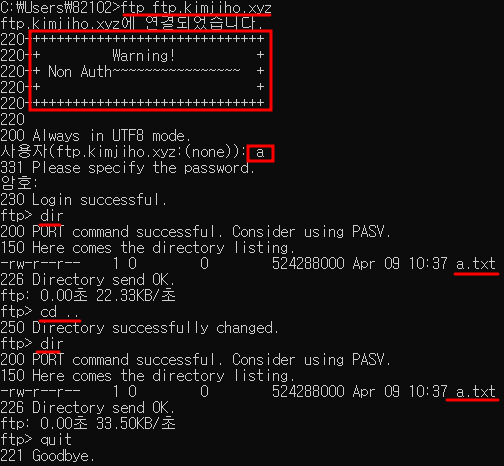 C:\Users\82102>ftp ftp.kimjiho.xyz
ftp.kimjiho.xyz에 연결되었습니다.
220-++++++++++++++++++++++++++++++
220-+          Warning!          +
220-+ Non Auth~~~~~~~~~~~~~~~~   +
220-+                            +
220-++++++++++++++++++++++++++++++
220
200 Always in UTF8 mode.
사용자(ftp.kimjiho.xyz:(none)): a
331 Please specify the password.
암호:
230 Login successful.
ftp> dir
200 PORT command successful. Consider using PASV.
150 Here comes the directory listing.
-rw-r--r--    1 0        0        524288000 Apr 09 10:37 a.txt
226 Directory send OK.
ftp: 0.00초 22.33KB/초
ftp> cd ..
250 Directory successfully changed.
ftp> dir
200 PORT command successful. Consider using PASV.
150 Here comes the directory listing.
-rw-r--r--    1 0        0        524288000 Apr 09 10:37 a.txt
226 Directory send OK.
ftp: 0.00초 33.50KB/초
ftp> quit
221 Goodbye.